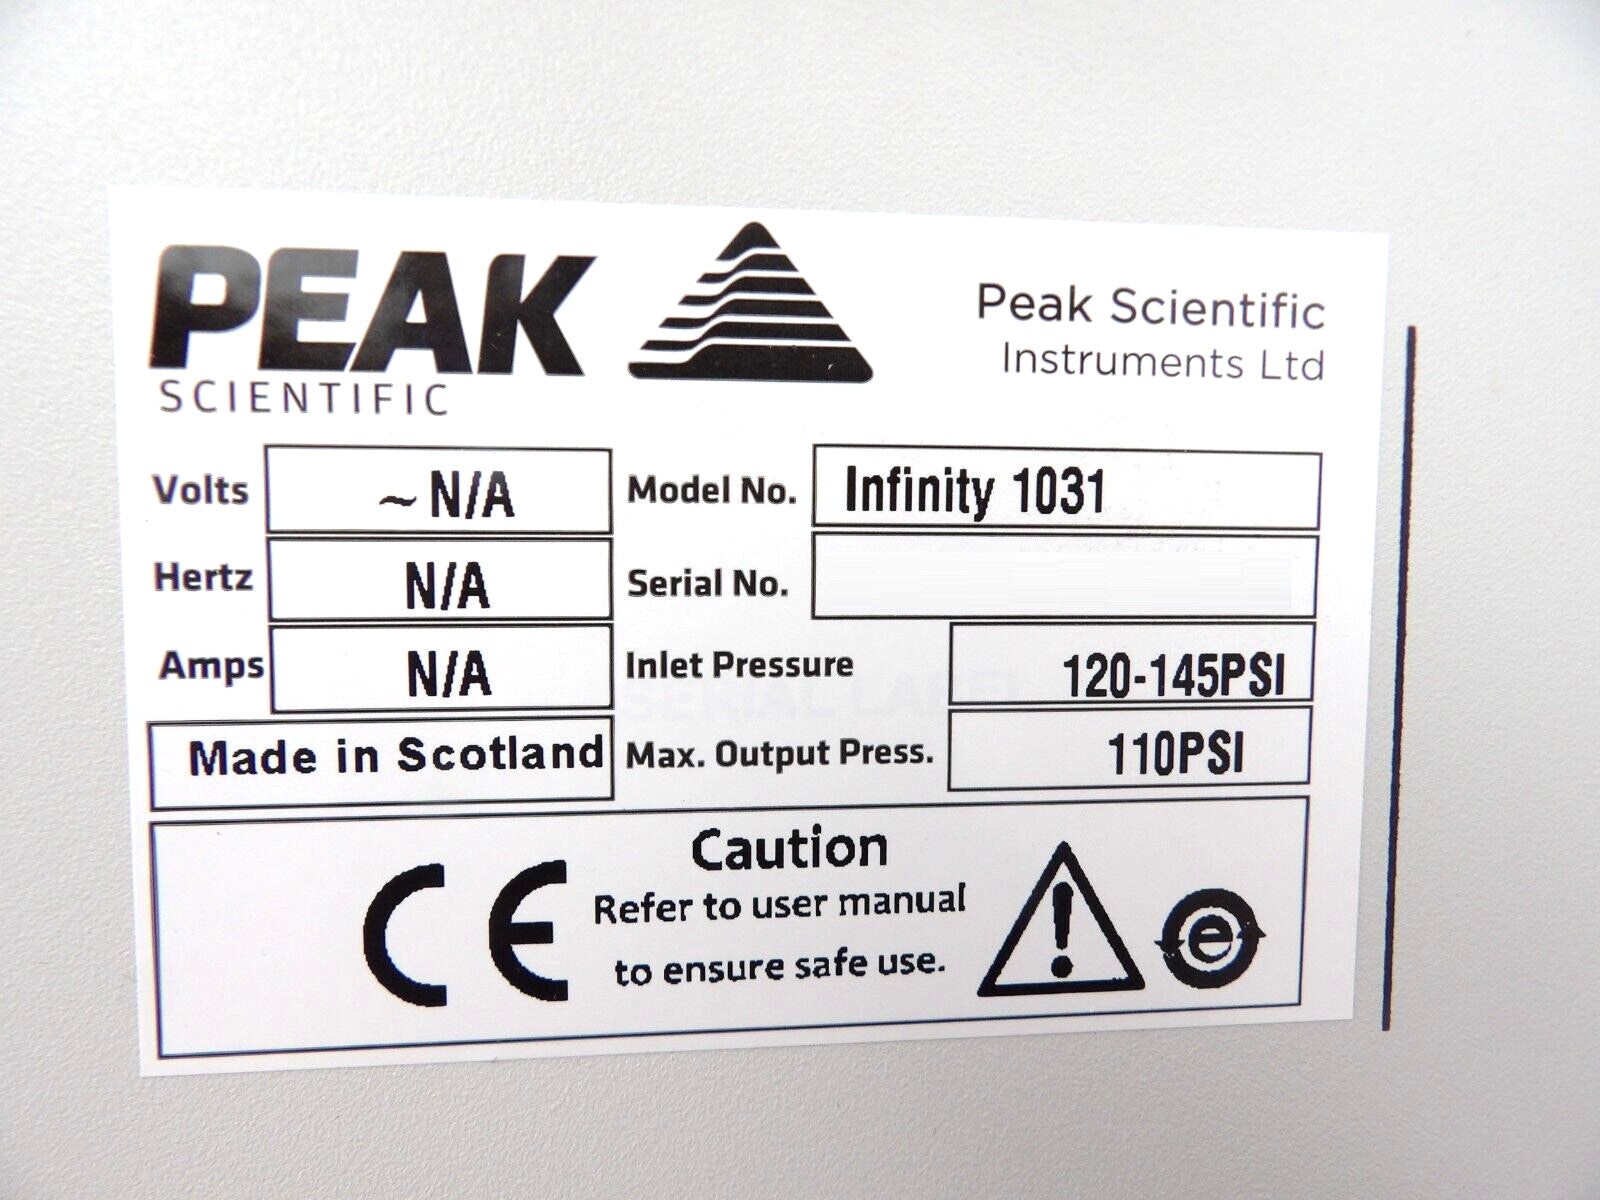 PEAK
SCIENTIFIC
Peak Scientific
Instruments Ltd
Volts ~ N/A Model No. Infinity 1031
Hertz N/A Serial No.
Amps N/A Inlet Pressure 120-145PSI
Made in Scotland Max. Output Press. 110PSI
Caution
CE Refer to user manual
to ensure safe use.
e